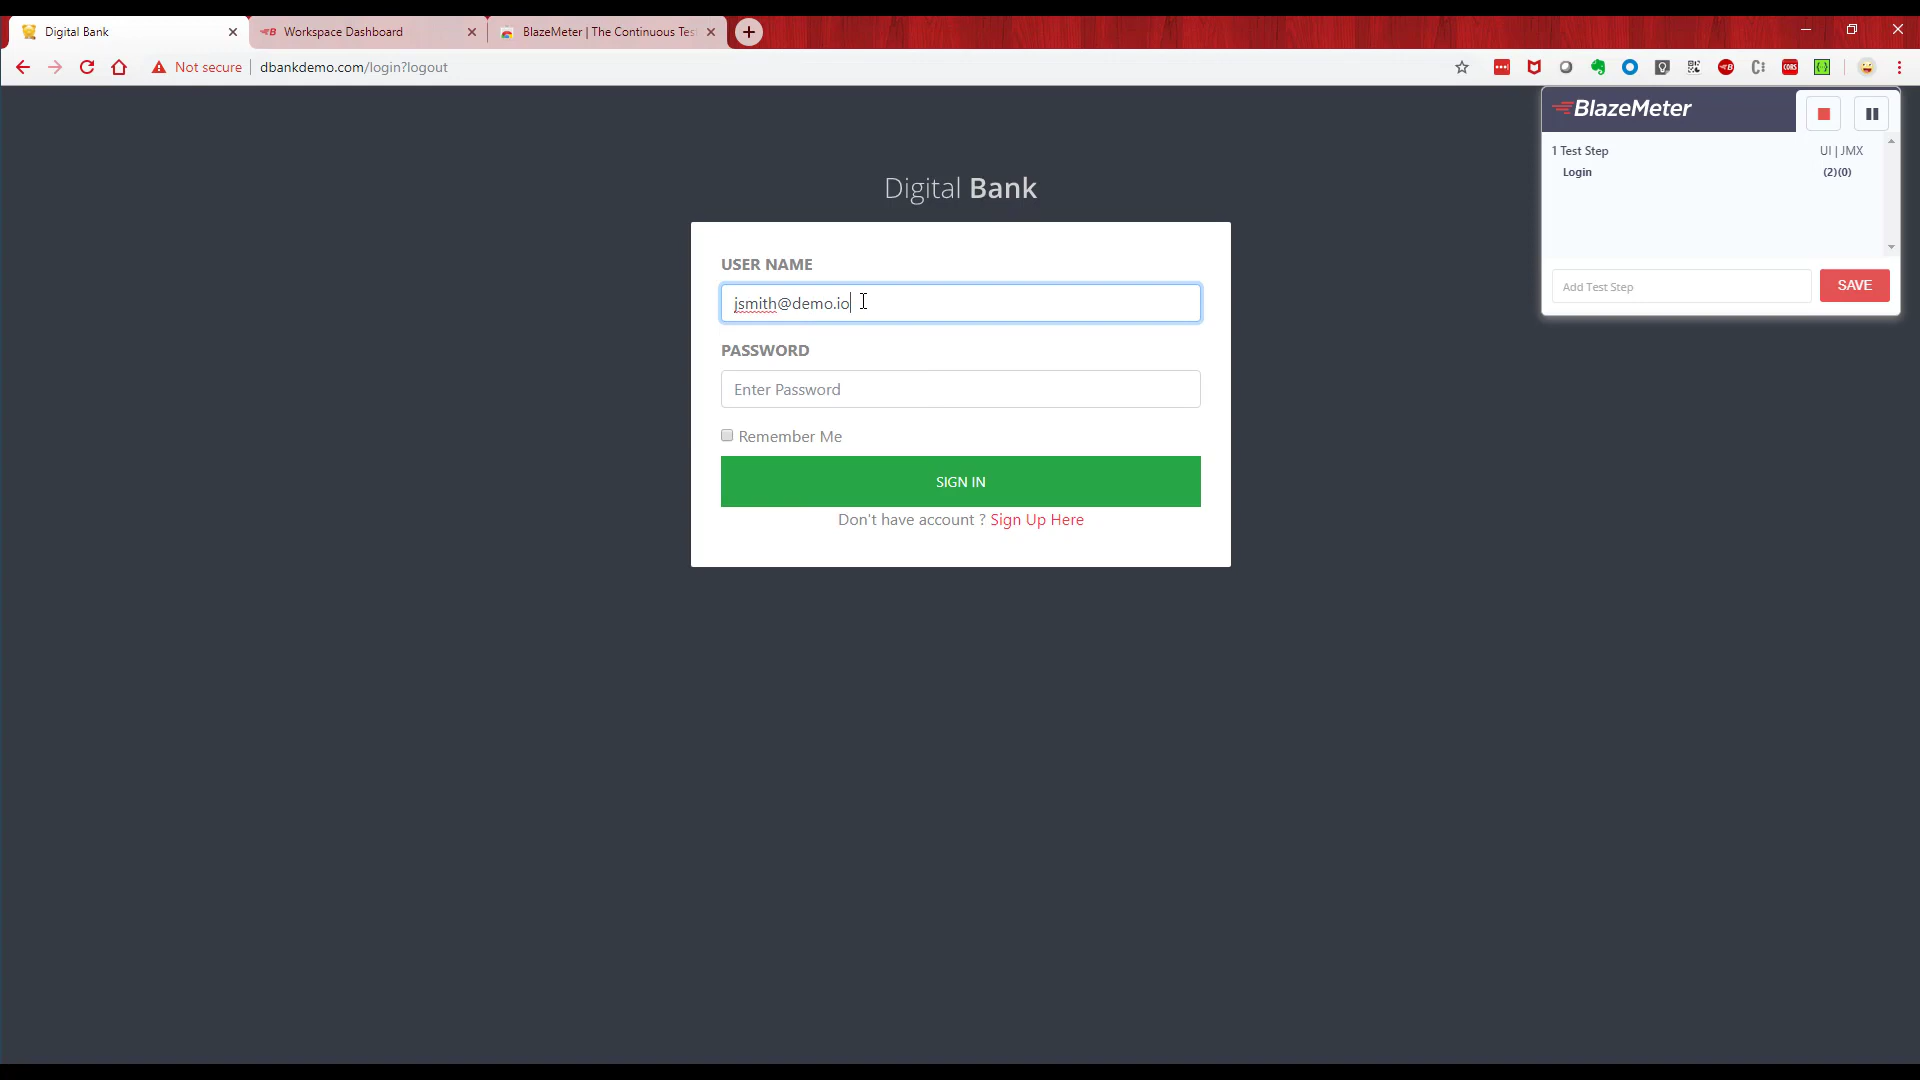 Digital Bank
Workspace Dashboard
BlazeMeter | The Continuous Tes
Not secure
dbankdemo.com/login?logout
CORS
BlazeMeter
1 Test Step
UI | JMX
Login
(2)(0)
Add Test Step
SAVE
Digital Bank
USER NAME
jsmith@demo.io
PASSWORD
Enter Password
Remember Me
SIGN IN
Don't have account ? Sign Up Here